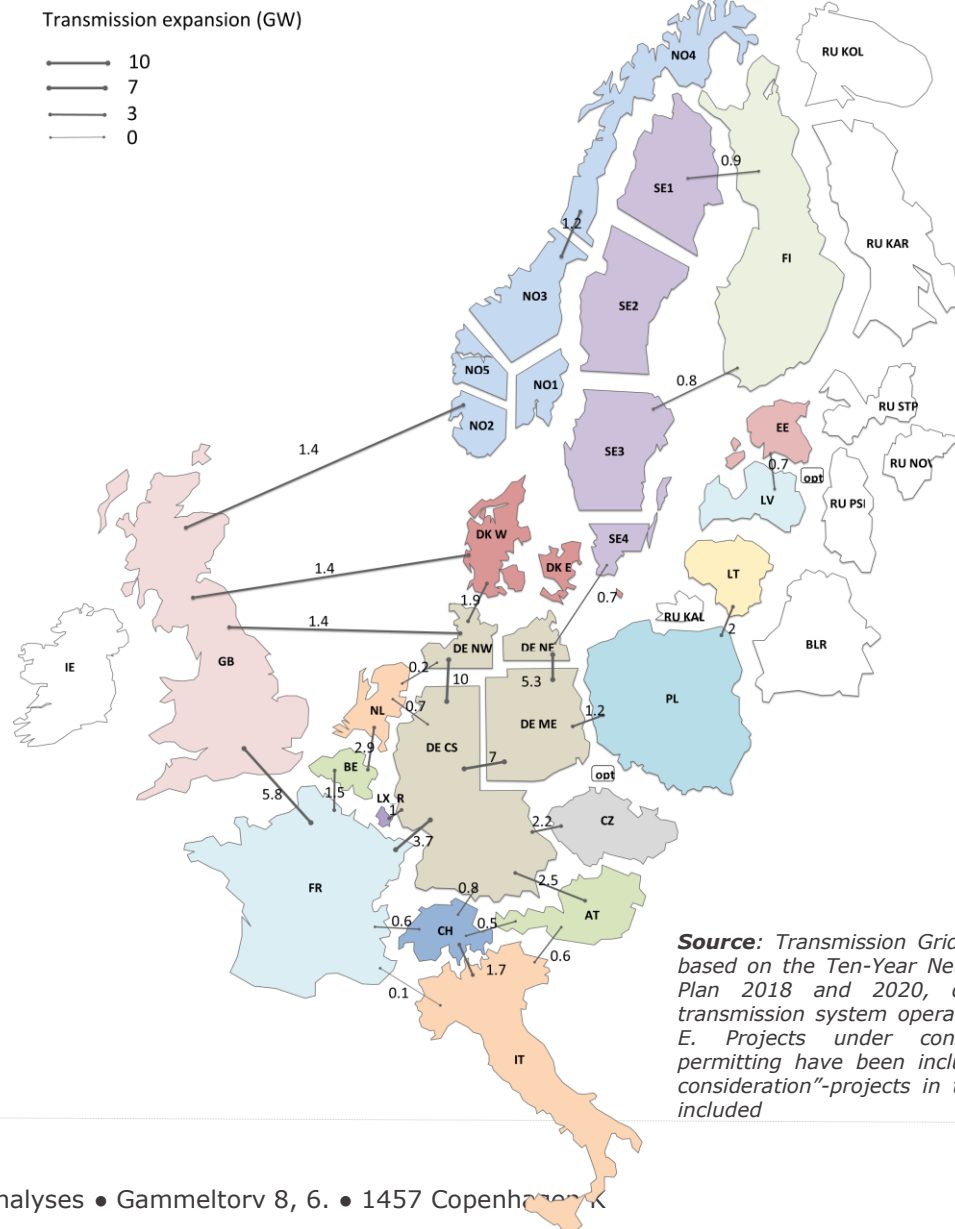 Transmission expansion (GW)
10
7
3
0
NO4
RU KOL
0.9
SE1
1.2
RU KAR
FI
NO3
SE2
NO5
NO1
0.8
RU STP
NO2
EE
1.4
SE3
0.7
opt
RU NOV
LV
RU PSI
DK W
SE4
DK E
1.4
LT
1.9
0.7
RU KAL
1.4
2
DE NW
DE NE
BLR
IE
GB
0.2
10
5.3
PL
NL
0.7
1.2
DE ME
DE CS
2.9
BE
7
opt
5.8
1.5
LX_R
1
CZ
2.2
3.7
FR
0.8
2.5
AT
0.6
CH
0.5
0.6
1.7
0.1
IT
Source: Transmission Grid
based on the Ten-Year Ne
Plan 2018 and 2020,
transmission system opera
E. Projects under con
permitting have been inclu
consideration"-projects in t
included
nalyses ● Gammeltorv 8, 6. ● 1457 Copenhagen K